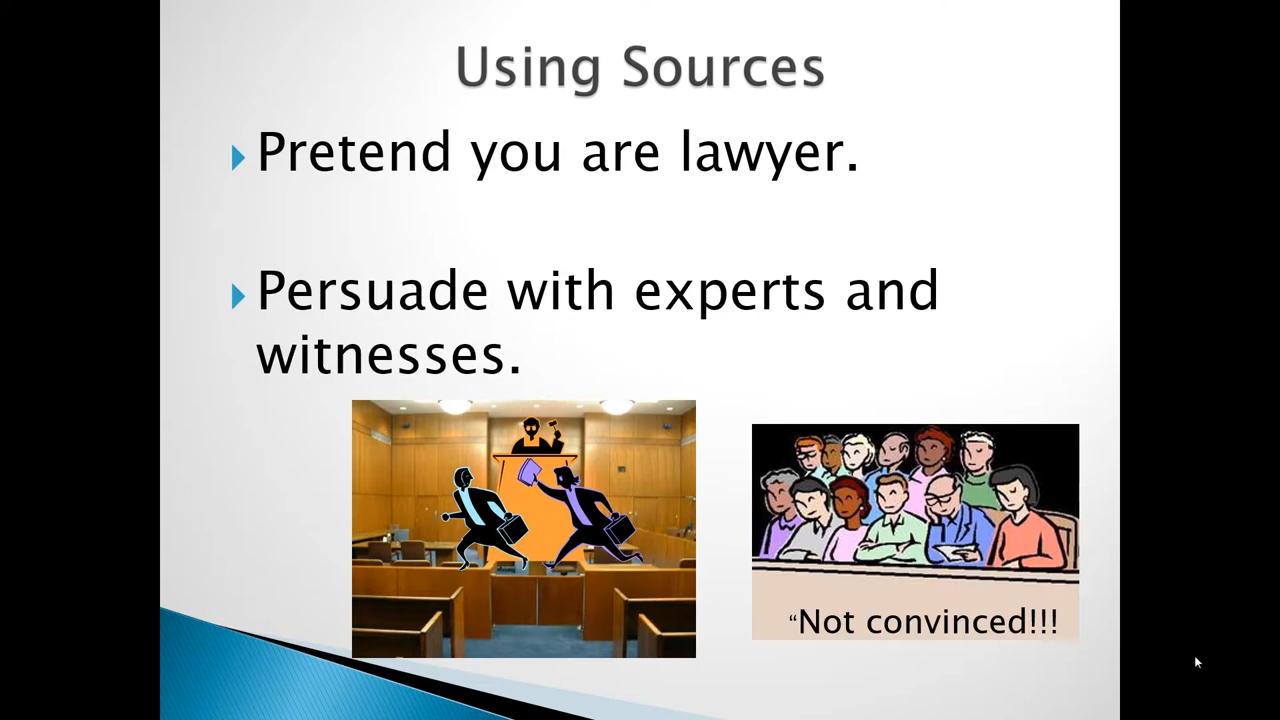 Using Sources
Pretend you are lawyer.
Persuade with experts and
witnesses.
“Not convinced!!!